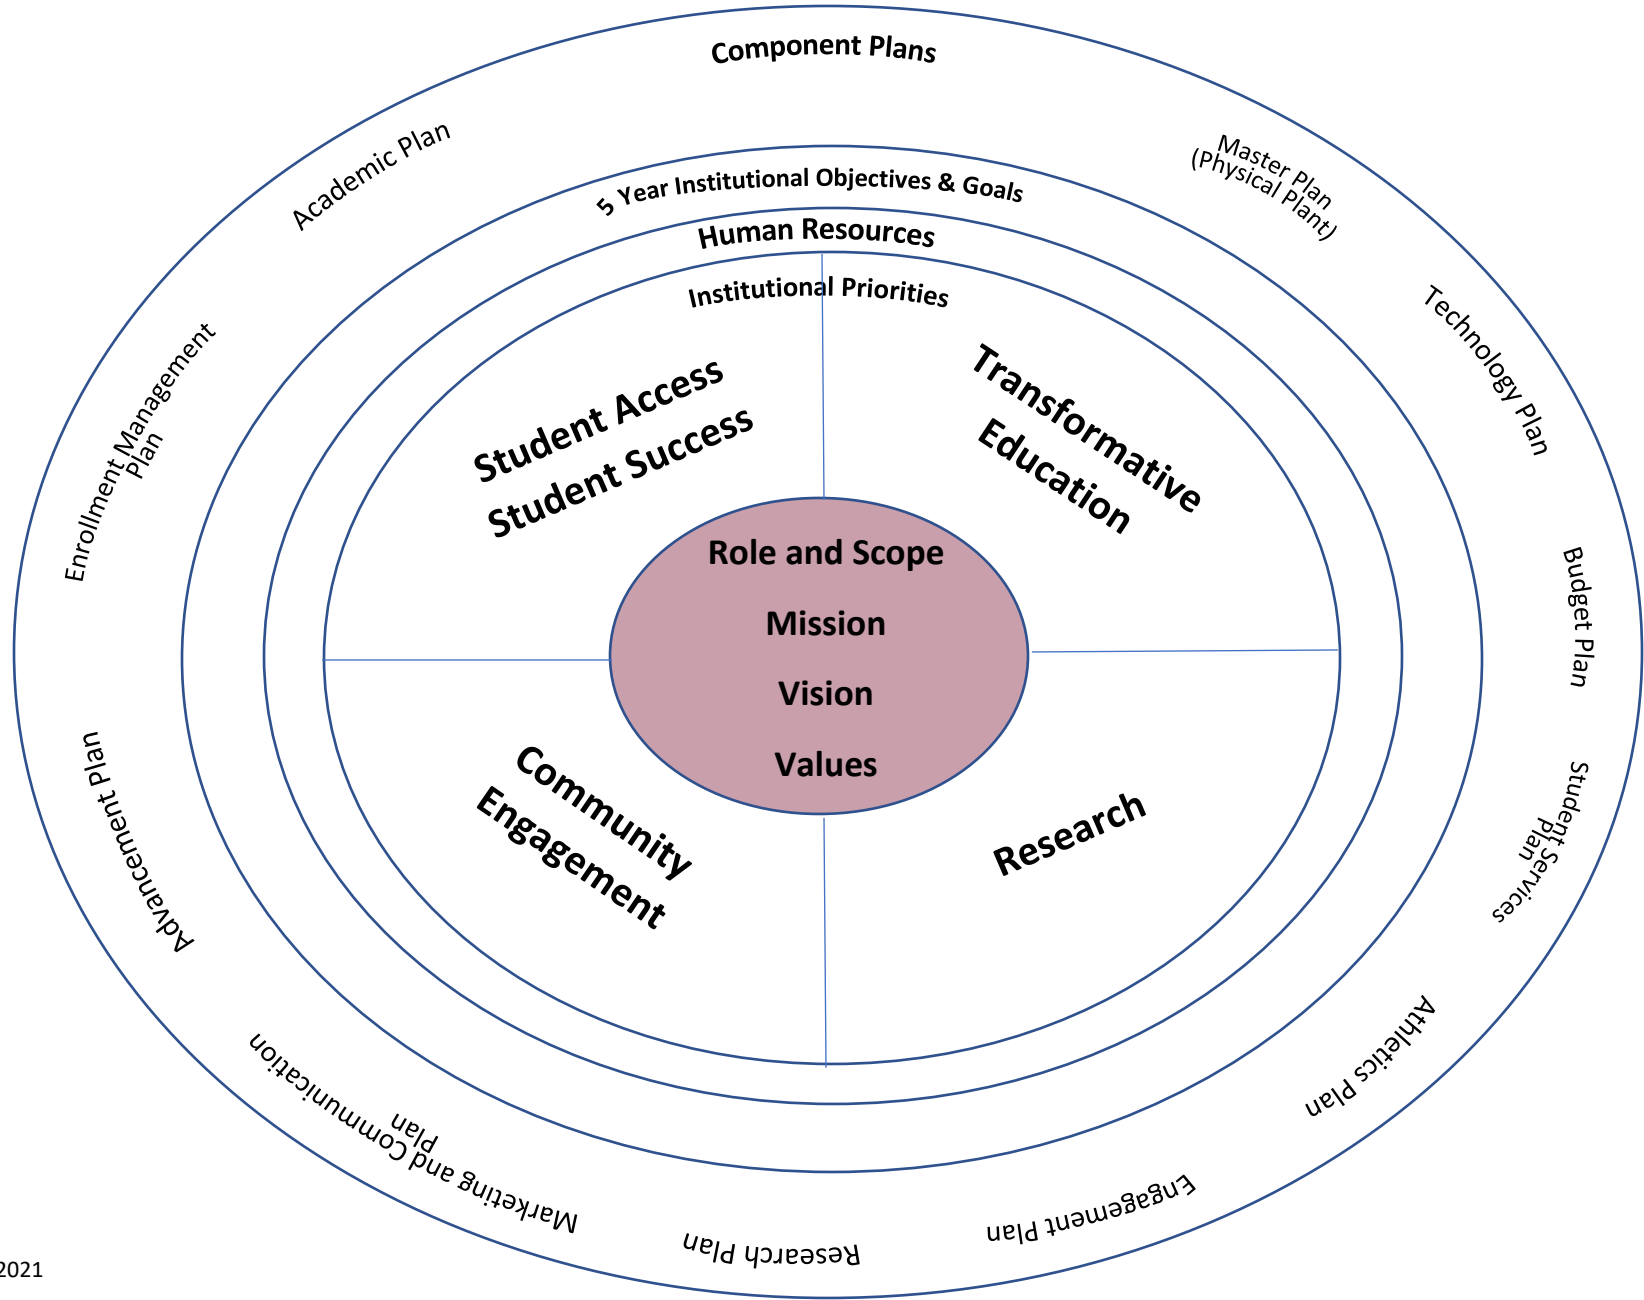 Component Plans
Academic Plan
Master Plan
(Physical Plant)
Technology Plan
Budget Plan
Student Services
Plan
Athletics Plan
Engagement Plan
Research Plan
Marketing and Communication
Plan
Advancement Plan
Enrollment Management
Plan
5 Year Institutional Objectives & Goals
Human Resources
Institutional Priorities
Student Access
Student Success
Transformative
Education
Role and Scope
Mission
Vision
Values
Community
Engagement
Research
2021